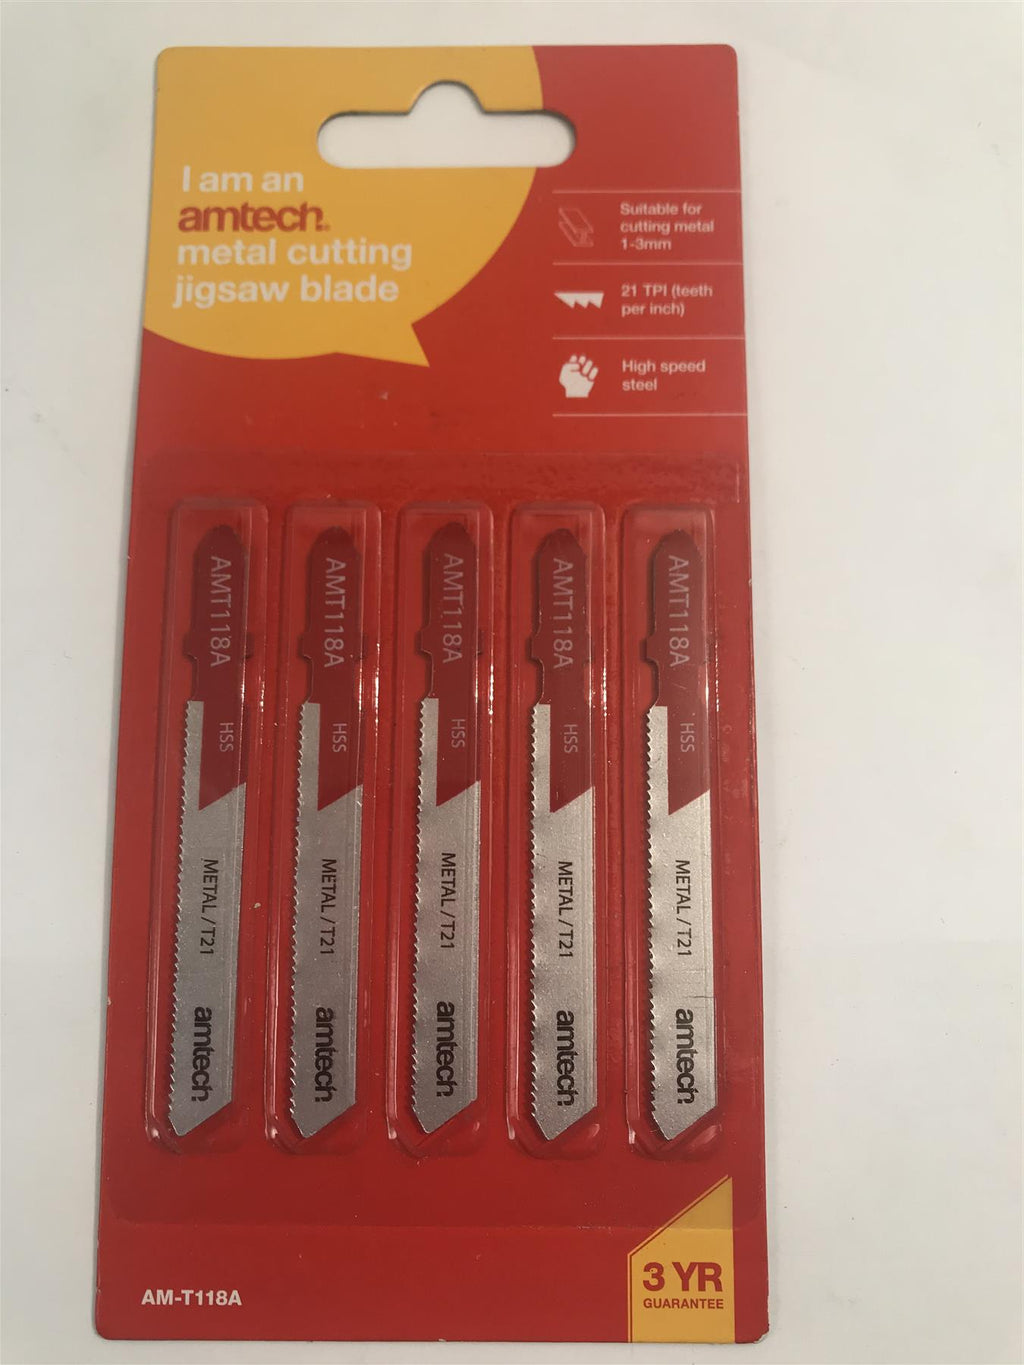 I am an
amtech®
metal cutting
jigsaw blade
Suitable for
cutting metal
1-3mm
21 TPI (teeth
per inch)
High speed
steel
AMT118A
HSS
METAL / T21
amtech
AMT118A
HSS
METAL / T21
amtech
AMT118A
HSS
METAL / T21
amtech
AMT118A
HSS
METAL / T21
amtech
AMT118A
HSS
METAL / T21
amtech
AM-T118A
3 YR
GUARANTEE